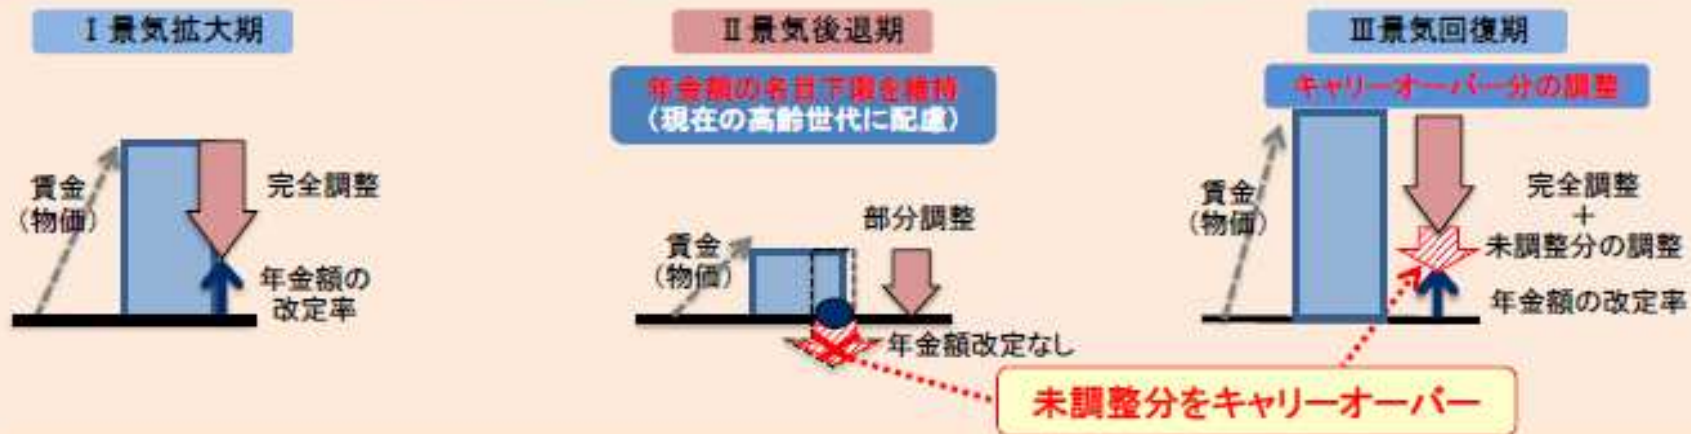 Ⅰ景気拡大期
賃金
(物価)
完全調整
年金額の
改定率
Ⅱ景気後退期
年金額の名目下限を維持
(現在の高齢世代に配慮)
賃金
(物価)
部分調整
年金額改定なし
未調整分をキャリーオーバー
Ⅲ景気回復期
キャリーオーバー分の調整
賃金
(物価)
完全調整
+
未調整分の調整
年金額の改定率